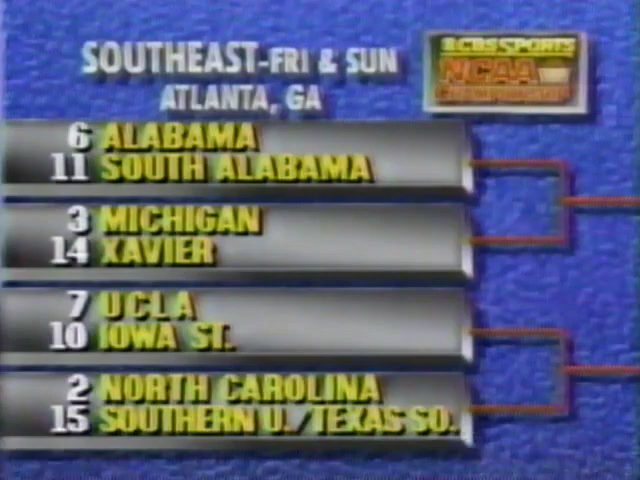 SOUTHEAST-FRI & SUN
ATLANTA, GA
CBS SPORTS
NCAA
CHAMPIONSHIP
6 ALABAMA
11 SOUTH ALABAMA
3 MICHIGAN
14 XAVIER
7 UCLA
10 IOWA ST.
2 NORTH CAROLINA
15 SOUTHERN U./TEXAS SO.